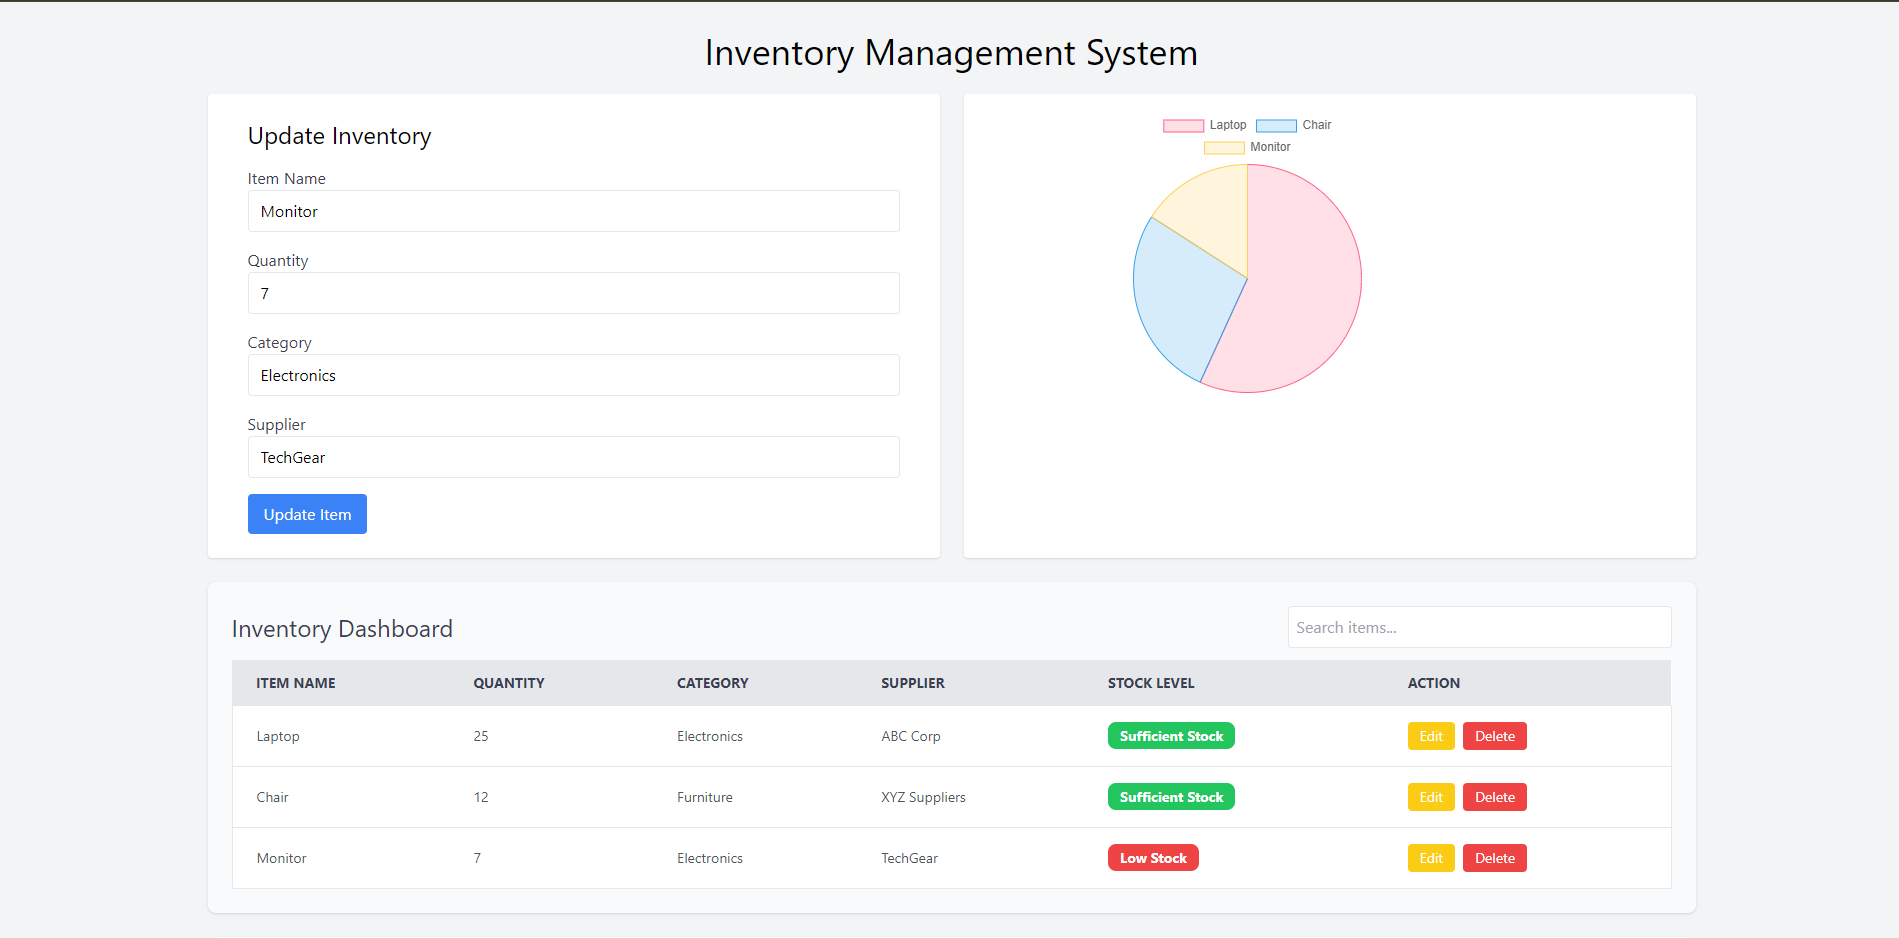 Inventory Management System
Update Inventory
Item Name
Monitor
Quantity
7
Category
Electronics
Supplier
TechGear
Update Item
Laptop Chair
Monitor
Inventory Dashboard
Search items...
ITEM NAME QUANTITY CATEGORY SUPPLIER STOCK LEVEL ACTION
Laptop 25 Electronics ABC Corp Sufficient Stock Edit Delete
Chair 12 Furniture XYZ Suppliers Sufficient Stock Edit Delete
Monitor 7 Electronics TechGear Low Stock Edit Delete